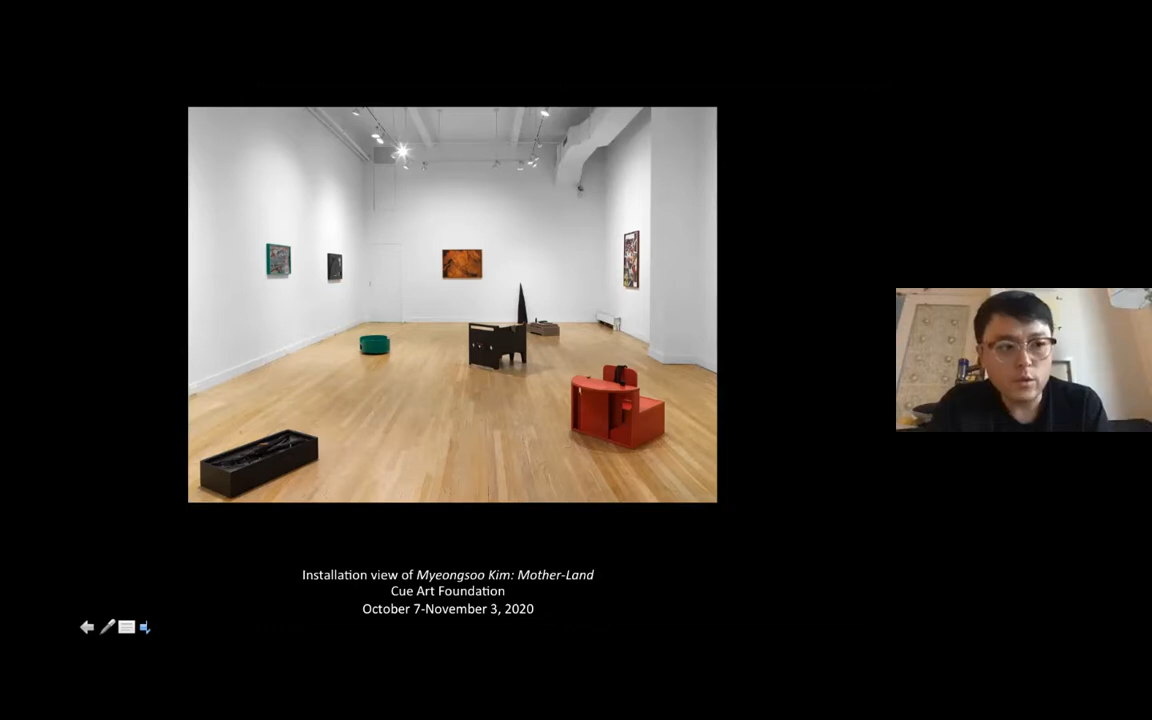 Installation view of Myeongsoo Kim: Mother-Land
Cue Art Foundation
October 7-November 3, 2020